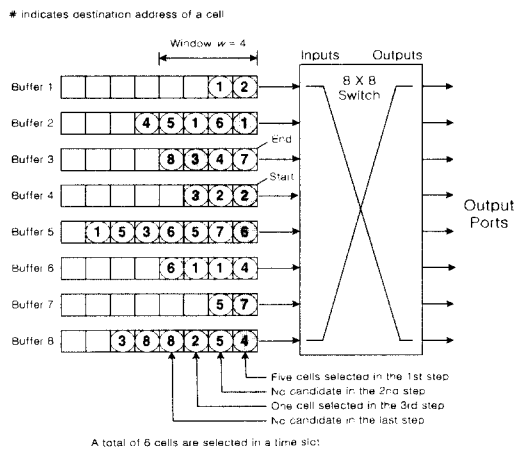 # indicates destination address of a cell
Window w = 4
Inputs Outputs
8 X 8
Switch
Buffer 1 1 2
Buffer 2 4 5 1 6 1
End
Buffer 3 8 3 4 7
Start
Buffer 4 3 2 2
Output
Ports
Buffer 5 1 5 3 6 5 7 6
Buffer 6 6 1 1 4
Buffer 7 5 7
Buffer 8 3 8 8 2 5 4
Five cells selected in the 1st step
No candidate in the 2nd step
One cell selected in the 3rd step
No candidate in the last step
A total of 6 cells are selected in a time slot